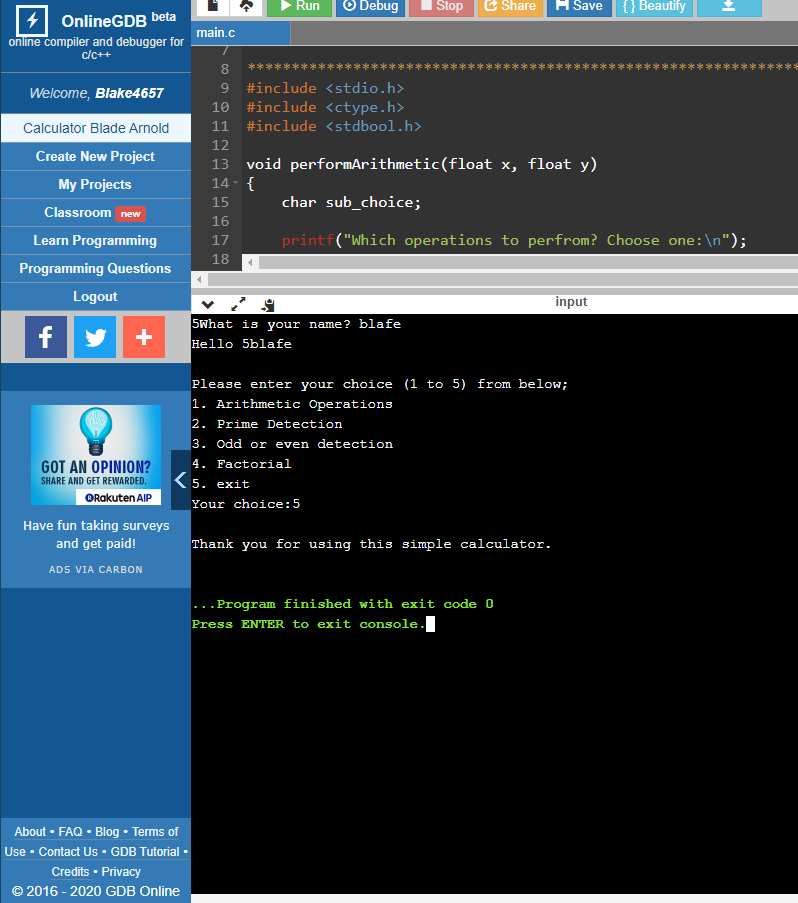 OnlineGDB beta
online compiler and debugger for
c/c++
Welcome, Blake4657
Calculator Blade Arnold
Create New Project
My Projects
Classroom new
Learn Programming
Programming Questions
Logout
GOT AN OPINION?
SHARE AND GET REWARDED.
Rakuten AIP
Have fun taking surveys
and get paid!
ADS VIA CARBON
About • FAQ • Blog • Terms of
Use • Contact Us • GDB Tutorial •
Credits • Privacy
© 2016 - 2020 GDB Online
Run Debug Stop Share Save { } Beautify
main.c
7
8 ****************************************************************
9 #include <stdio.h>
10 #include <ctype.h>
11 #include <stdbool.h>
12
13 void performArithmetic(float x, float y)
14 {
15 char sub_choice;
16
17 printf("Which operations to perfrom? Choose one:\n");
18
input
5What is your name? blafe
Hello 5blafe
Please enter your choice (1 to 5) from below;
1. Arithmetic Operations
2. Prime Detection
3. Odd or even detection
4. Factorial
5. exit
Your choice:5
Thank you for using this simple calculator.
...Program finished with exit code 0
Press ENTER to exit console.